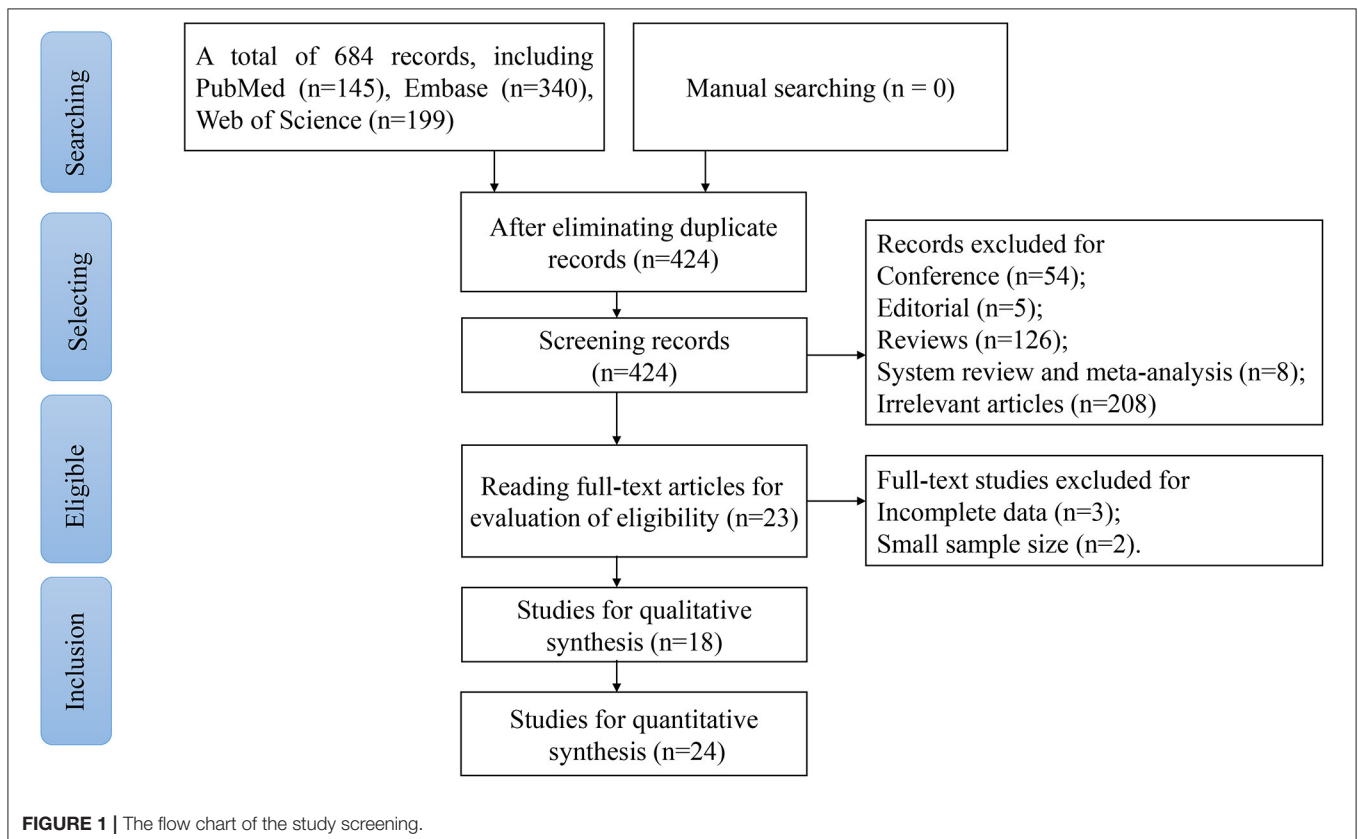 Searching
A total of 684 records, including
PubMed (n=145), Embase (n=340),
Web of Science (n=199)
Manual searching (n = 0)
Selecting
After eliminating duplicate
records (n=424)
Screening records
(n=424)
Records excluded for
Conference (n=54);
Editorial (n=5);
Reviews (n=126);
System review and meta-analysis (n=8);
Irrelevant articles (n=208)
Eligible
Reading full-text articles for
evaluation of eligibility (n=23)
Full-text studies excluded for
Incomplete data (n=3);
Small sample size (n=2).
Inclusion
Studies for qualitative
synthesis (n=18)
Studies for quantitative
synthesis (n=24)
FIGURE 1 | The flow chart of the study screening.